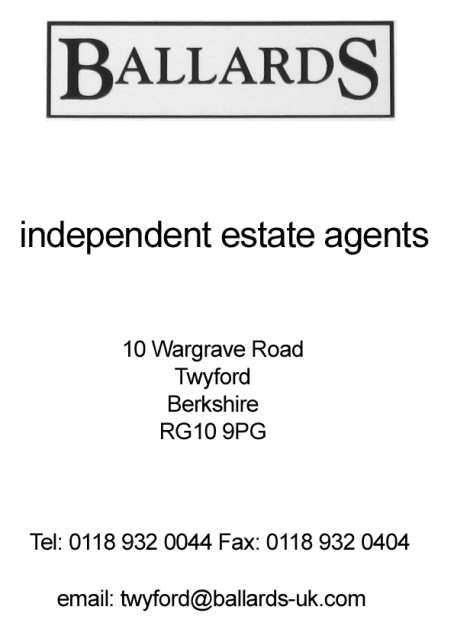 BALLARDS
independent estate agents
10 Wargrave Road
Twyford
Berkshire
RG10 9PG
Tel: 0118 932 0044 Fax: 0118 932 0404
email: twyford@ballards-uk.com